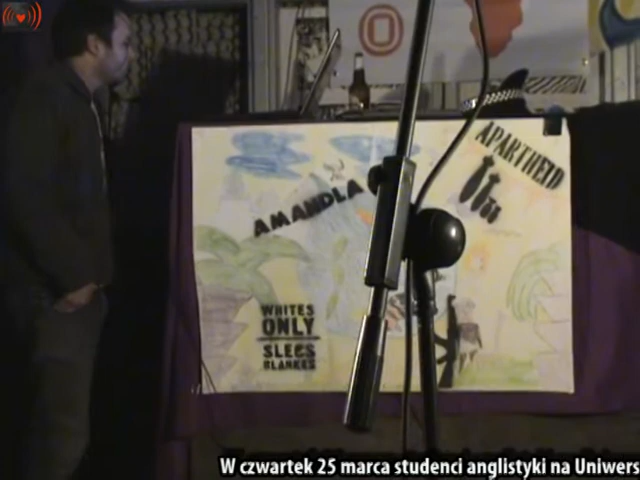 APARTHEID
AMANDLA
WHITES
ONLY
SLEGS
BLANKES
W czwartek 25 marca studenci anglistyki na Uniwers